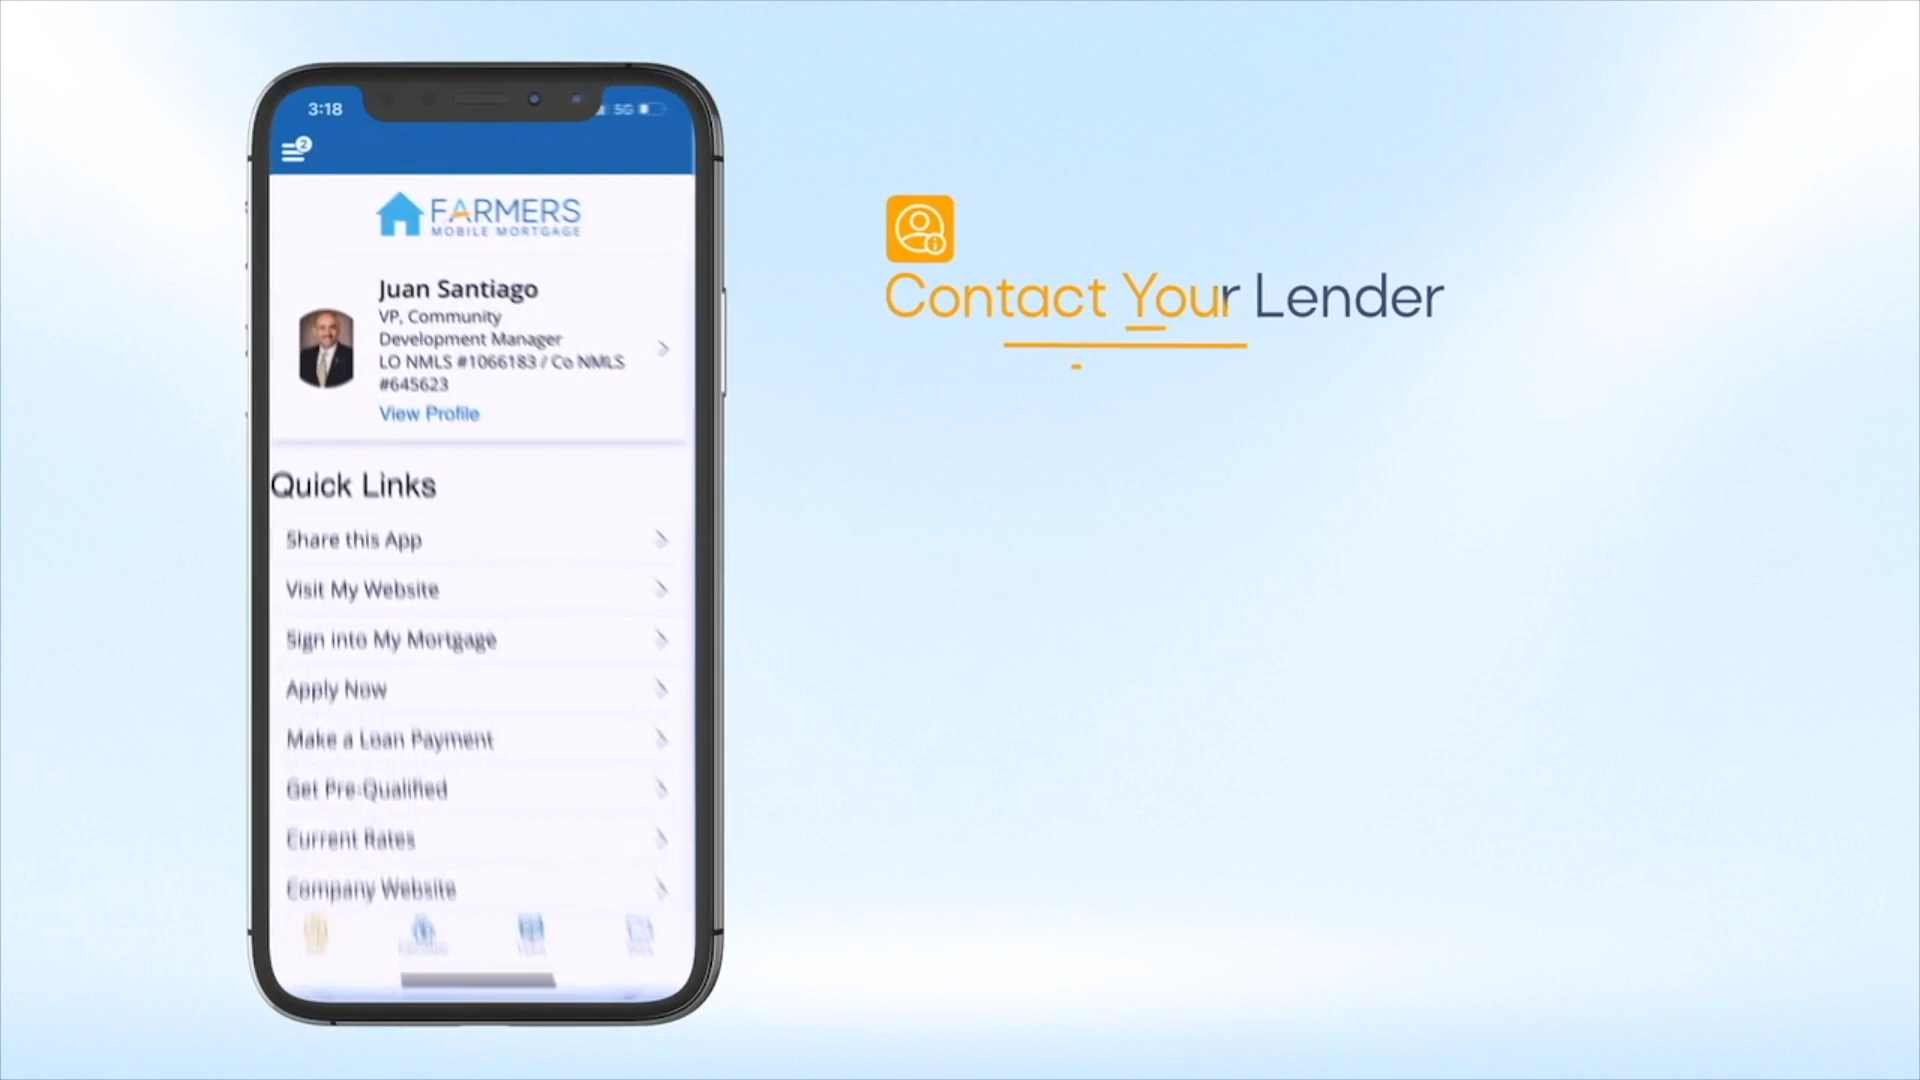 3:18
5G
2
FARMERS
MOBILE MORTGAGE
Juan Santiago
VP, Community
Development Manager
LO NMLS #1066183 / Co NMLS
#645623
View Profile
Quick Links
Share this App
Visit My Website
Sign into My Mortgage
Apply Now
Make a Loan Payment
Get Pre-Qualified
Current Rates
Company Website
Contact Your Lender